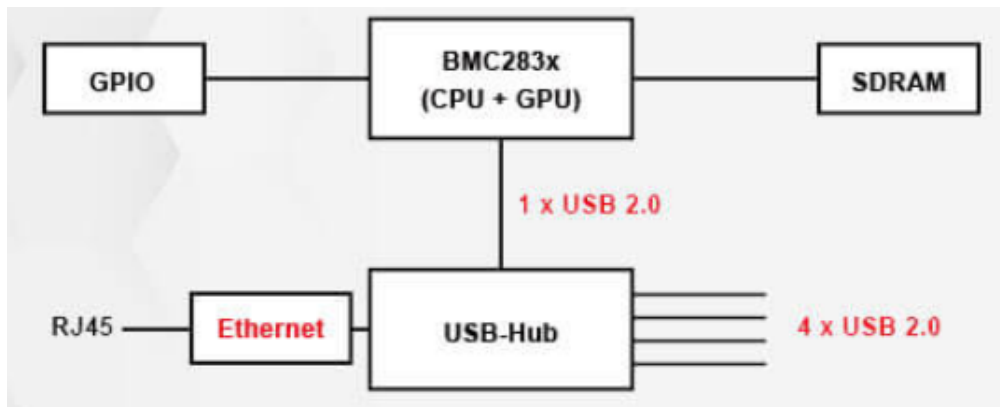 GPIO
BMC283x
(CPU + GPU)
SDRAM
1 x USB 2.0
RJ45
Ethernet
USB-Hub
4 x USB 2.0